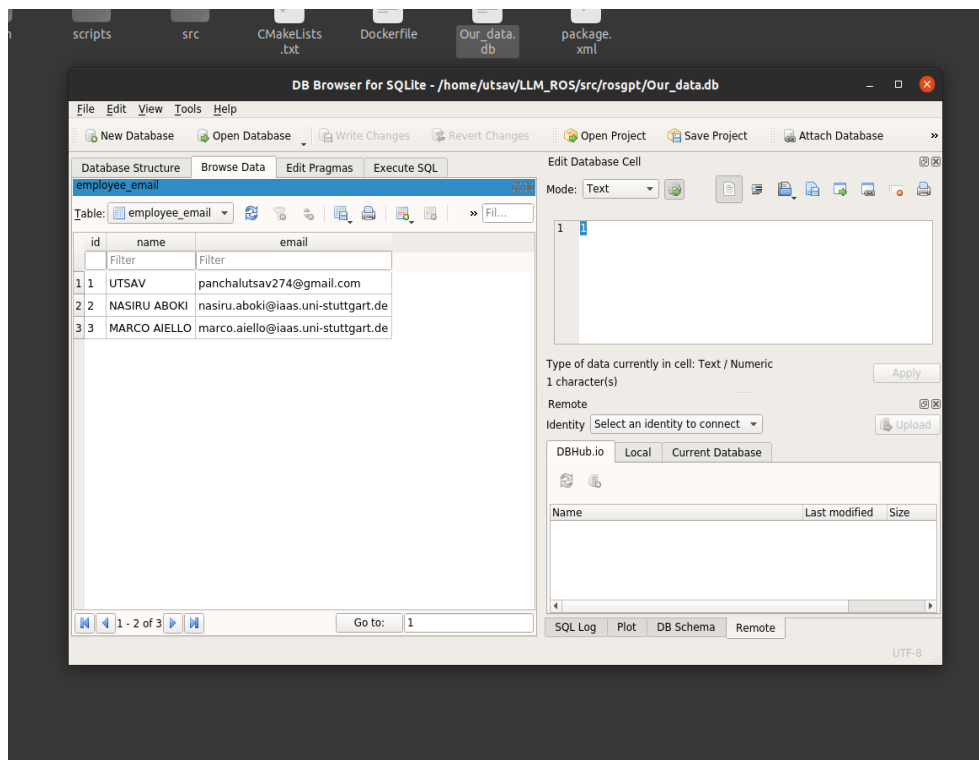 scripts src CMakeLists Dockerfile Our_data. package.
.txt db xml
DB Browser for SQLite - /home/utsav/LLM_ROS/src/rosgpt/Our_data.db
File Edit View Tools Help
New Database Open Database Write Changes Revert Changes Open Project Save Project Attach Database »
Database Structure Browse Data Edit Pragmas Execute SQL
employee_email
Table: employee_email » Fil...
id name email
Filter Filter
1 1 UTSAV panchalutsav274@gmail.com
2 2 NASIRU ABOKI nasiru.aboki@iaas.uni-stuttgart.de
3 3 MARCO AIELLO marco.aiello@iaas.uni-stuttgart.de
1 - 2 of 3 Go to: 1
Edit Database Cell
Mode: Text
1 1
Type of data currently in cell: Text / Numeric
1 character(s)
Apply
Remote
Identity Select an identity to connect Upload
DBHub.io Local Current Database
Name Last modified Size
SQL Log Plot DB Schema Remote
UTF-8